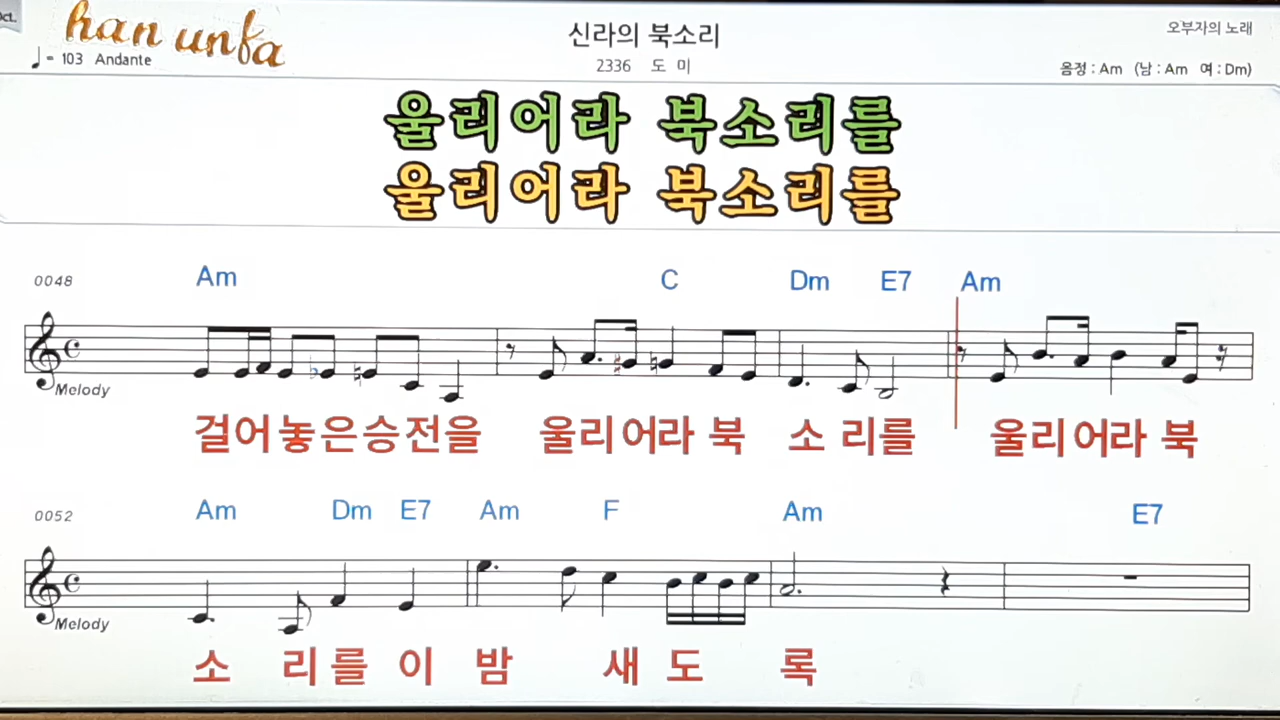 ct.
han unfa
신라의 북소리
오부자의 노래
♩ = 103 Andante
2336 도 미
음정 : Am (남 : Am 여 : Dm)
울리어라 북소리를
울리어라 북소리를
0048 Am C Dm E7 Am
Melody
걸어놓은승전을 울리어라 북 소 리를 울리어라 북
0052 Am Dm E7 Am F Am E7
Melody
소 리 를 이 밤 새 도 록